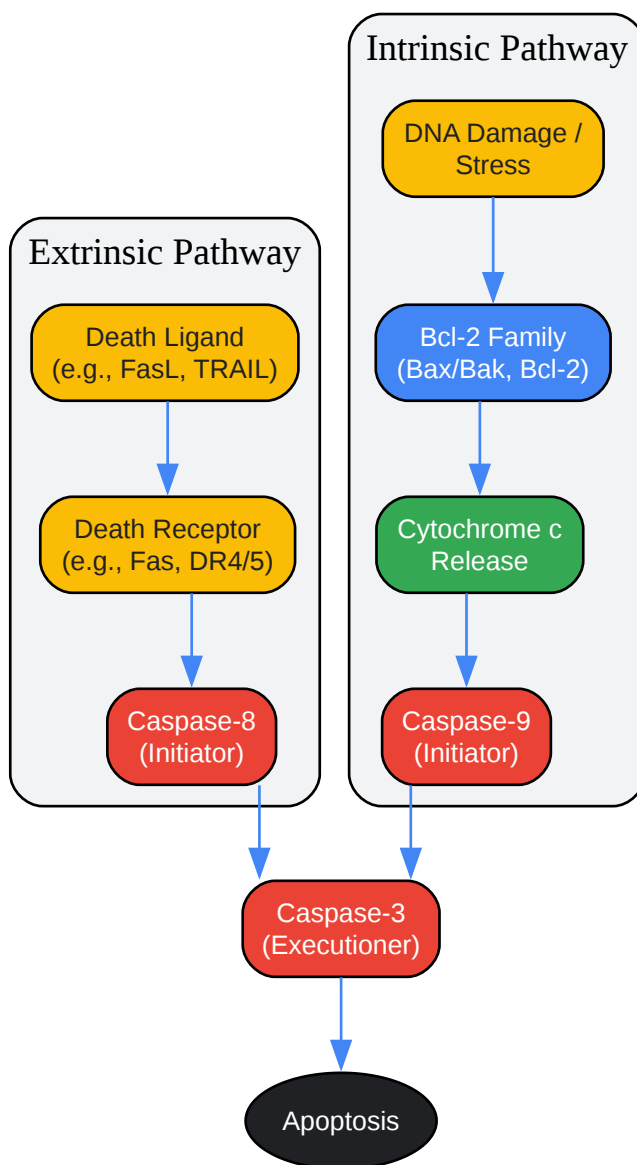 Intrinsic Pathway
DNA Damage /
Stress
Bcl-2 Family
(Bax/Bak, Bcl-2)
Cytochrome c
Release
Caspase-9
(Initiator)
Extrinsic Pathway
Death Ligand
(e.g., FasL, TRAIL)
Death Receptor
(e.g., Fas, DR4/5)
Caspase-8
(Initiator)
Caspase-3
(Executioner)
Apoptosis